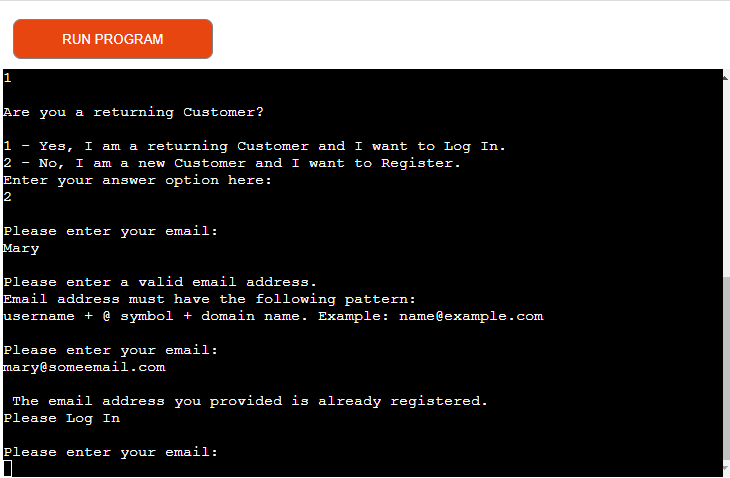 RUN PROGRAM
1
Are you a returning Customer?
1 - Yes, I am a returning Customer and I want to Log In.
2 - No, I am a new Customer and I want to Register.
Enter your answer option here:
2
Please enter your email:
Mary
Please enter a valid email address.
Email address must have the following pattern:
username + @ symbol + domain name. Example: name@example.com
Please enter your email:
mary@someemail.com
The email address you provided is already registered.
Please Log In
Please enter your email: